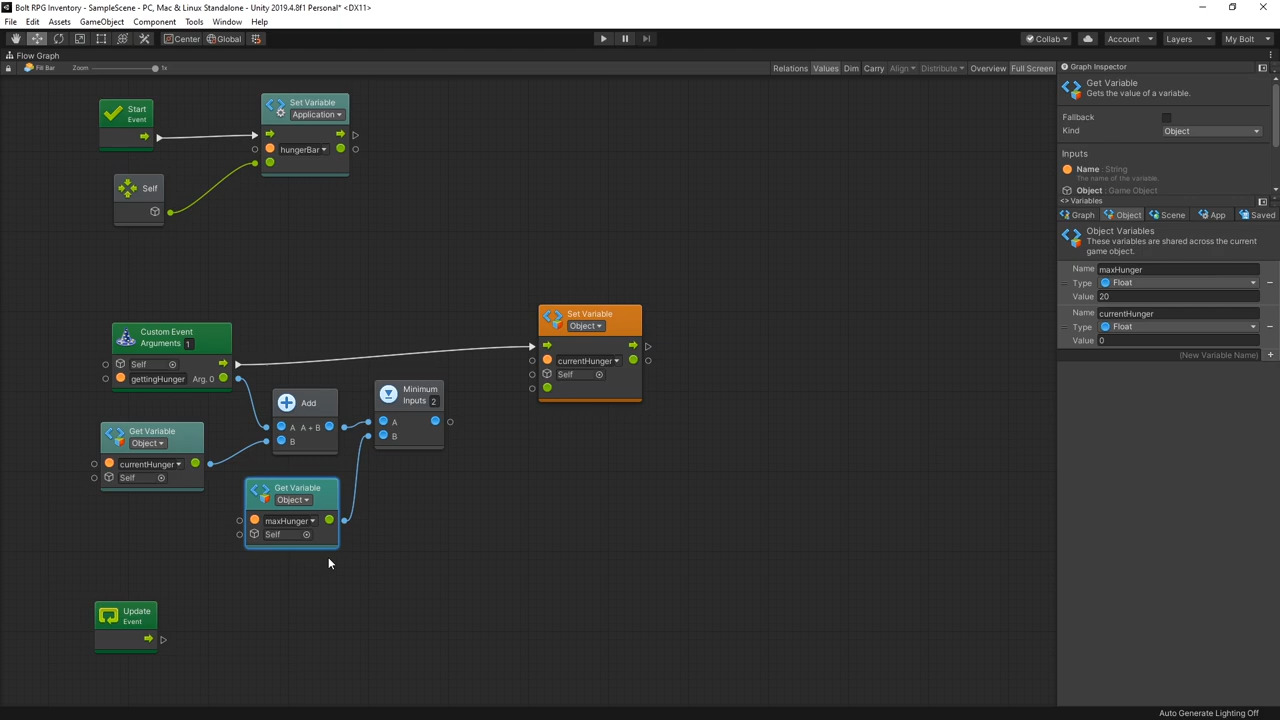 Bolt RPG Inventory - SampleScene - PC, Mac & Linux Standalone - Unity 2019.4.8f1 Personal* <DX11>
File Edit Assets GameObject Component Tools Window Help
Center Global Collab Account Layers My Bolt
Flow Graph
Fill Bar Zoom 1x Relations Values Dim Carry Align Distribute Overview Full Screen
Graph Inspector
Get Variable
Gets the value of a variable.
Fallback
Kind Object
Inputs
Name : String
The name of the variable.
Object : Game Object
<> Variables
Graph Object Scene App Saved
Object Variables
These variables are shared across the current
game object.
Name maxHunger
Type Float
Value 20
Name currentHunger
Type Float
Value 0
(New Variable Name)
Start
Event
Set Variable
Application
hungerBar
Self
Custom Event
Arguments 1
Self
gettingHunger Arg. 0
Set Variable
Object
currentHunger
Self
Add
A A + B
B
Minimum
Inputs 2
A
B
Get Variable
Object
currentHunger
Self
Get Variable
Object
maxHunger
Self
Update
Event
Auto Generate Lighting Off